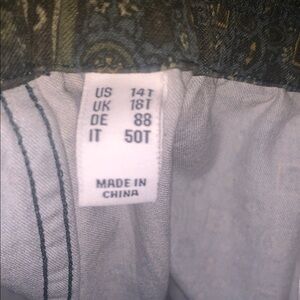 US 14T
UK 18T
DE 88
IT 50T
MADE IN
CHINA